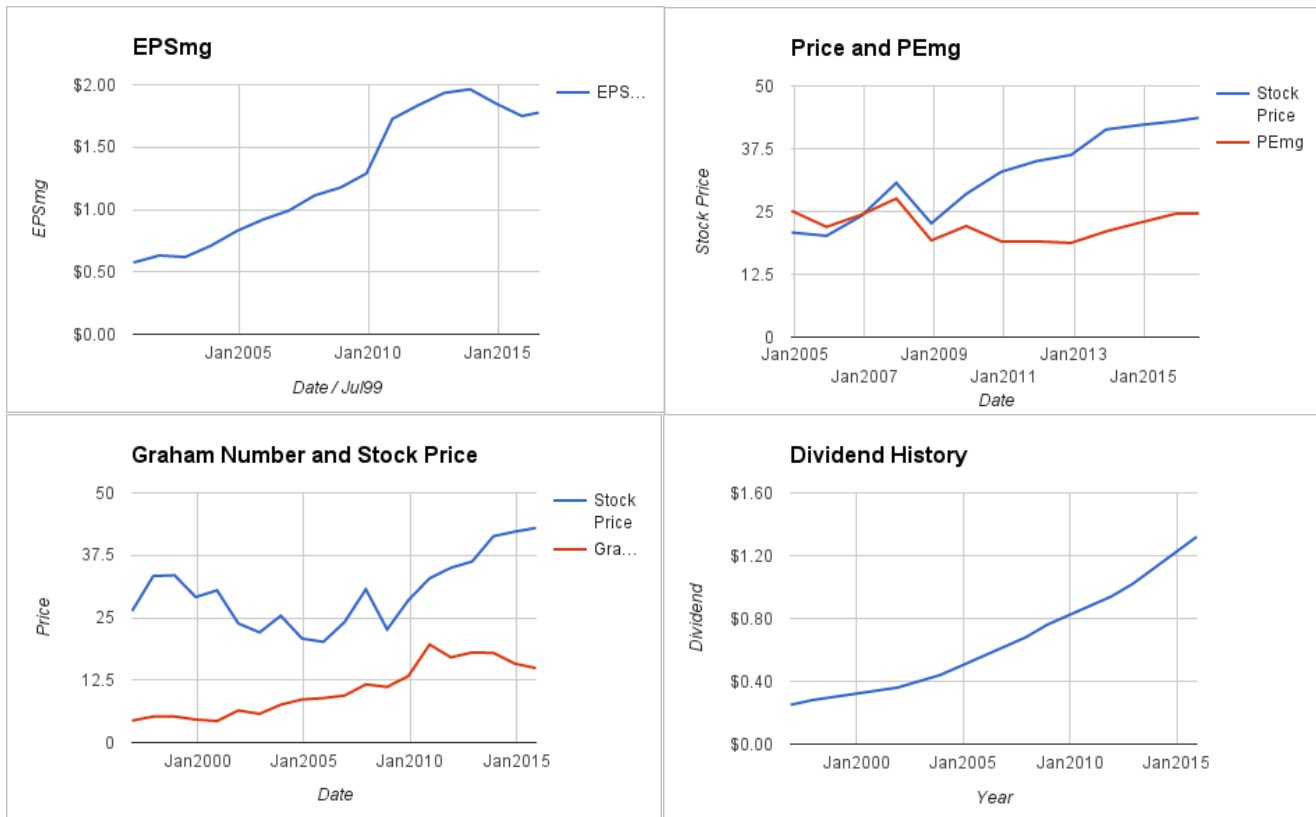 EPSmg
$2.00
$1.50
$1.00
$0.50
$0.00
EPSmg
Jan2005
Jan2010
Jan2015
Date / Jul99
EPS...
Price and PEmg
50
37.5
25
12.5
0
Stock Price
Jan2005
Jan2007
Jan2009
Jan2011
Jan2013
Jan2015
Date
Stock
Price
PEmg
Graham Number and Stock Price
50
37.5
25
12.5
0
Price
Jan2000
Jan2005
Jan2010
Jan2015
Date
Stock
Price
Gra...
Dividend History
$1.60
$1.20
$0.80
$0.40
$0.00
Dividend
Jan2000
Jan2005
Jan2010
Jan2015
Year